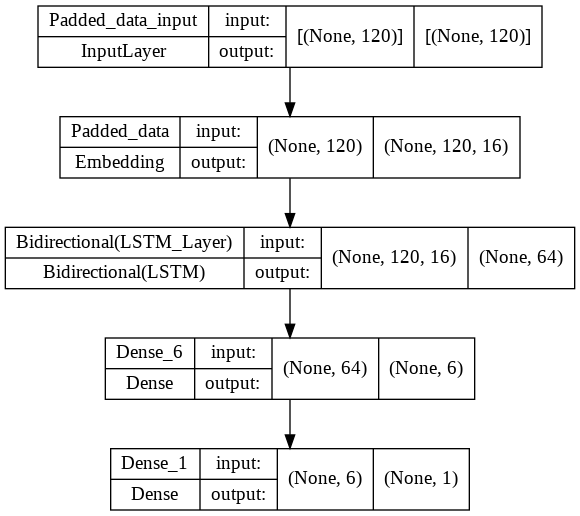 Padded_data_input input: [(None, 120)] [(None, 120)]
InputLayer output:
Padded_data input: (None, 120) (None, 120, 16)
Embedding output:
Bidirectional(LSTM_Layer) input: (None, 120, 16) (None, 64)
Bidirectional(LSTM) output:
Dense_6 input: (None, 64) (None, 6)
Dense output:
Dense_1 input: (None, 6) (None, 1)
Dense output: